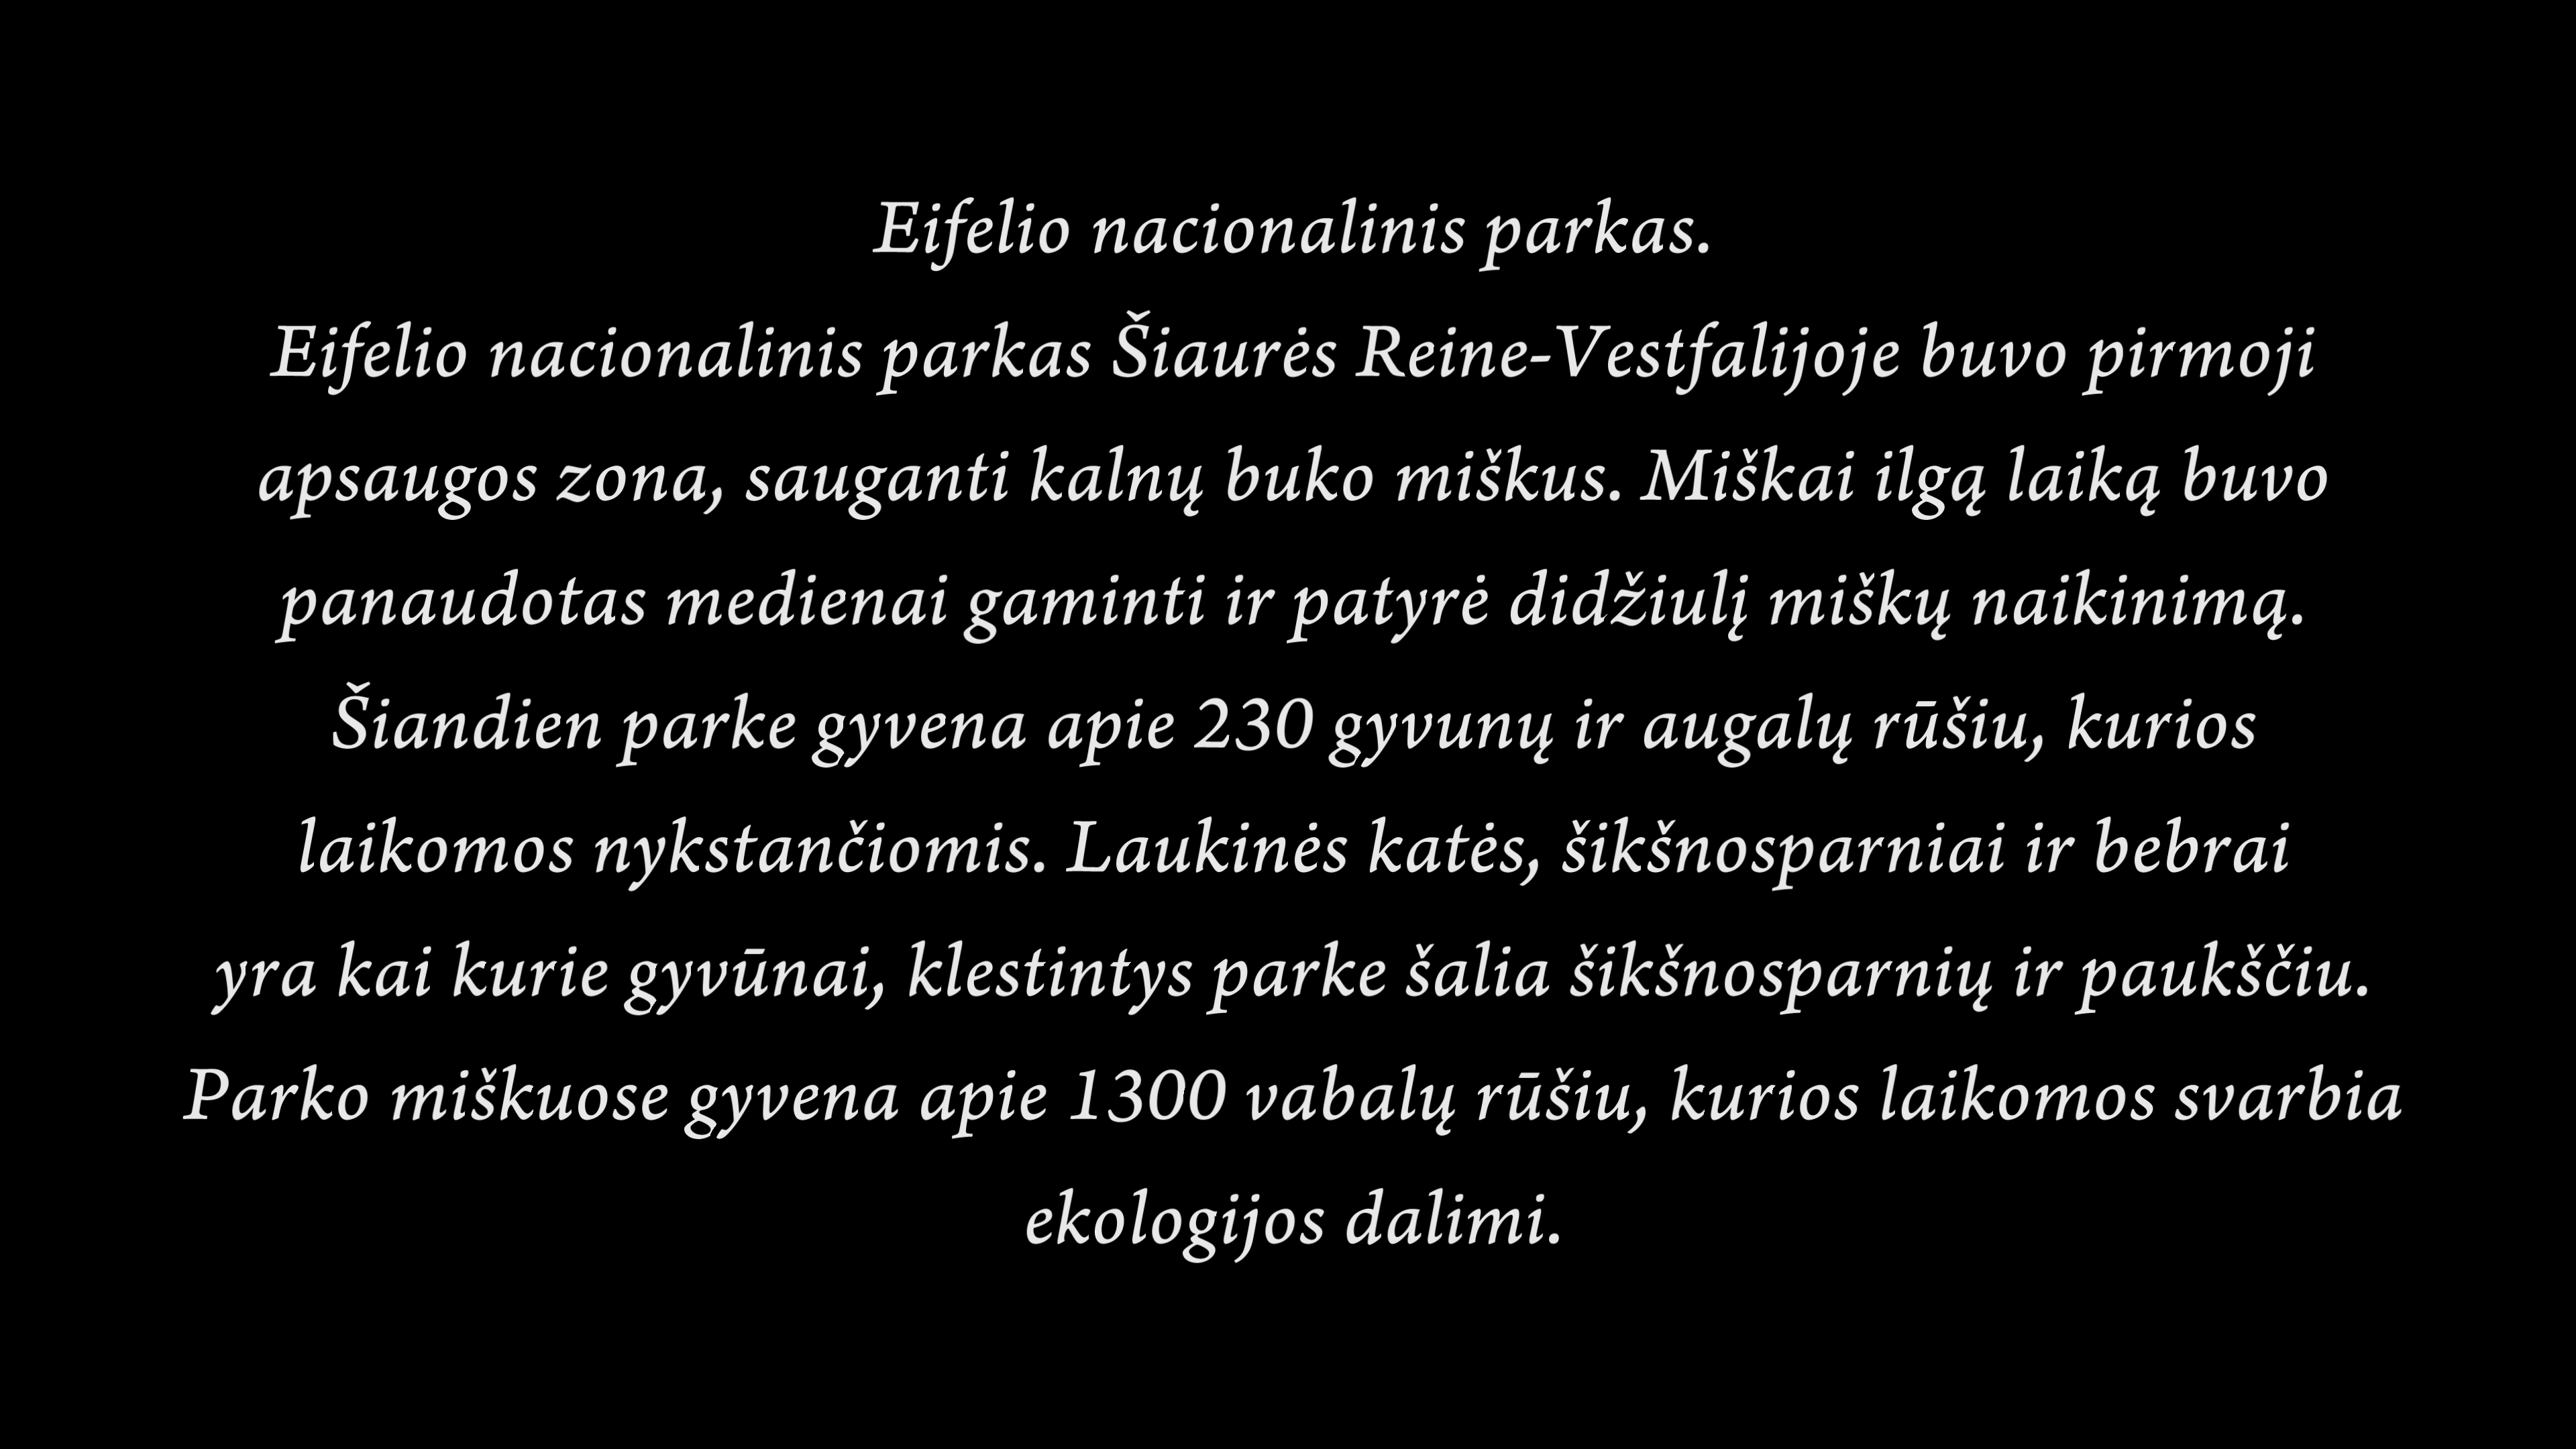 Eifelio nacionalinis parkas.
Eifelio nacionalinis parkas Šiaurės Reine-Vestfalijoje buvo pirmoji
apsaugos zona, sauganti kalnų buko miškus. Miškai ilgą laiką buvo
panaudotas medienai gaminti ir patyrė didžiulį miškų naikinimą.
Šiandien parke gyvena apie 230 gyvunų ir augalų rūšiu, kurios
laikomos nykstančiomis. Laukinės katės, šikšnosparniai ir bebrai
yra kai kurie gyvūnai, klestintys parke šalia šikšnosparnių ir paukščiu.
Parko miškuose gyvena apie 1300 vabalų rūšiu, kurios laikomos svarbia
ekologijos dalimi.